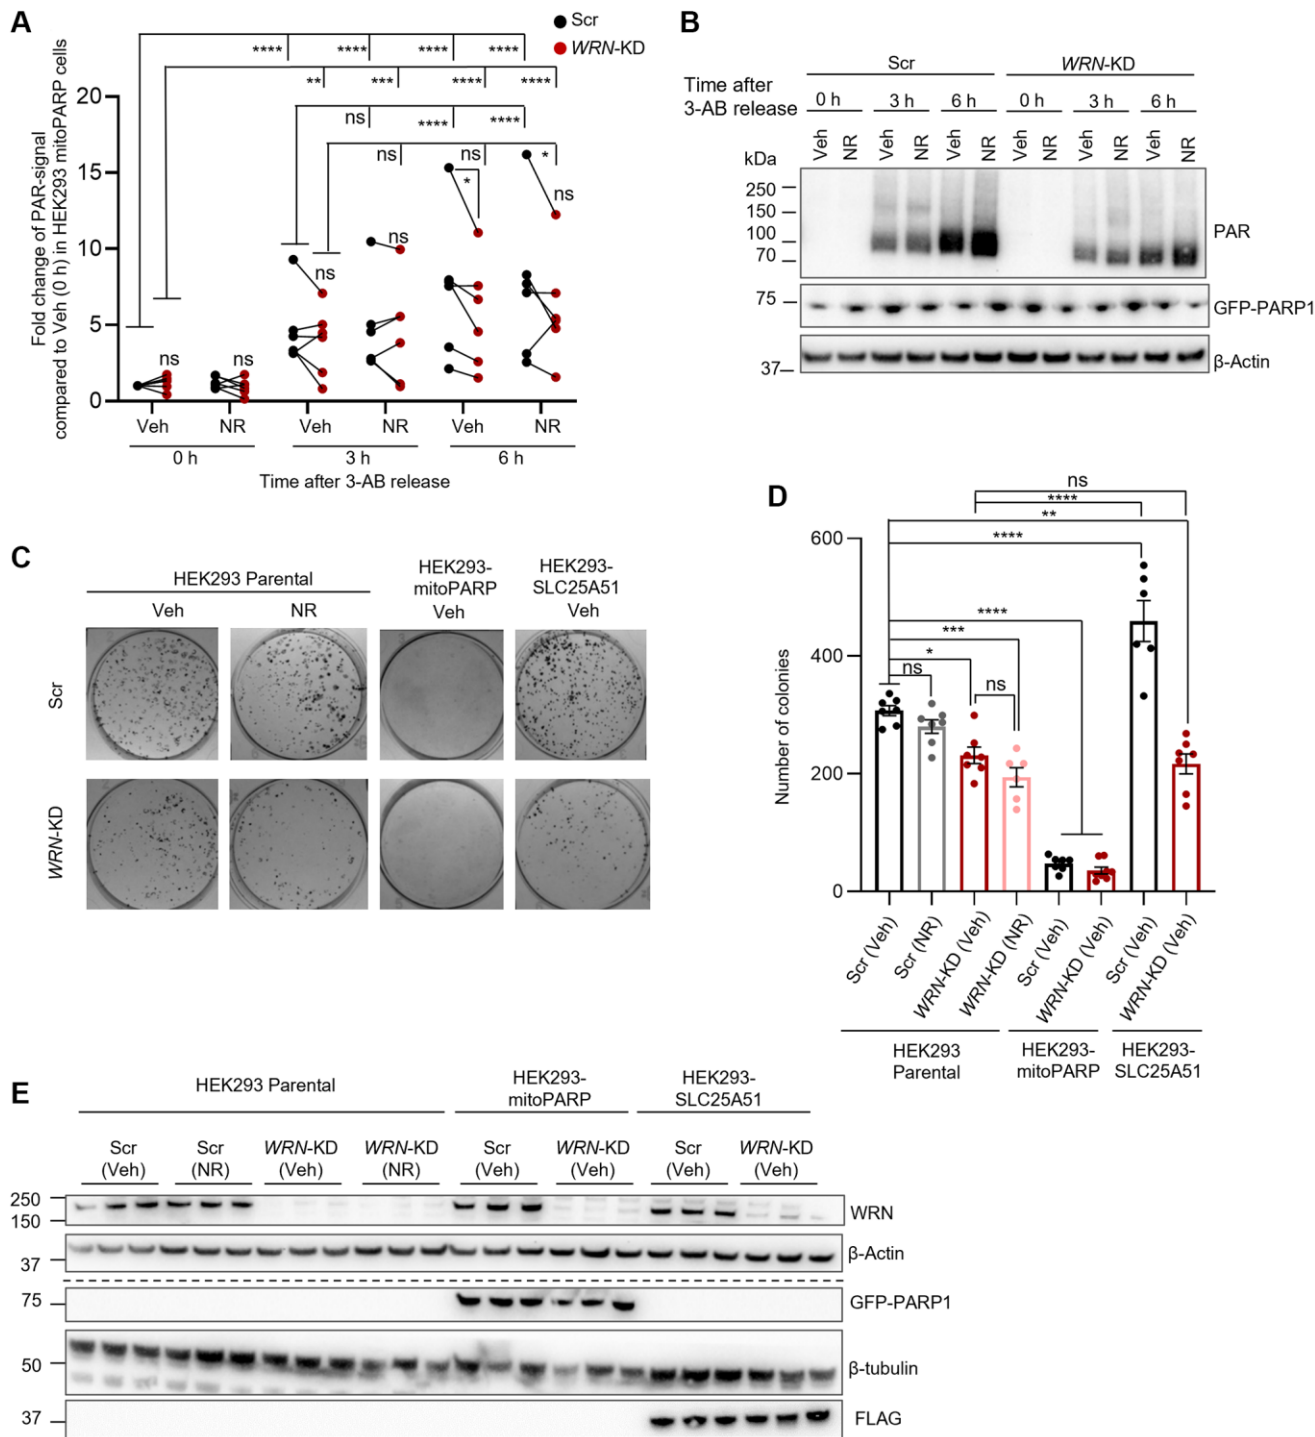 A
Scr
WRN-KD
**** **** **** ****
** *** **** ****
ns **** ****
ns ns *
* ns
ns ns
ns ns
Fold change of PAR-signal
compared to Veh (0 h) in HEK293 mitoPARP cells
20
15
10
5
0
Veh NR Veh NR Veh NR
0 h 3 h 6 h
Time after 3-AB release
B
Scr WRN-KD
Time after
3-AB release
0 h 3 h 6 h 0 h 3 h 6 h
Veh NR Veh NR Veh NR Veh NR Veh NR Veh NR
kDa
250
150
100
70
PAR
75
GFP-PARP1
37
β-Actin
C
HEK293 Parental
HEK293-
mitoPARP
HEK293-
SLC25A51
Veh NR Veh Veh
Scr
WRN-KD
D
ns
****
**
****
****
***
*
ns
ns
Number of colonies
600
400
200
0
Scr (Veh)
Scr (NR)
WRN-KD (Veh)
WRN-KD (NR)
Scr (Veh)
WRN-KD (Veh)
Scr (Veh)
WRN-KD (Veh)
HEK293
Parental
HEK293-
mitoPARP
HEK293-
SLC25A51
E
HEK293 Parental
HEK293-
mitoPARP
HEK293-
SLC25A51
Scr Scr WRN-KD WRN-KD Scr WRN-KD Scr WRN-KD
(Veh) (NR) (Veh) (NR) (Veh) (Veh) (Veh) (Veh)
250
150
WRN
37
β-Actin
75
GFP-PARP1
50
β-tubulin
37
FLAG